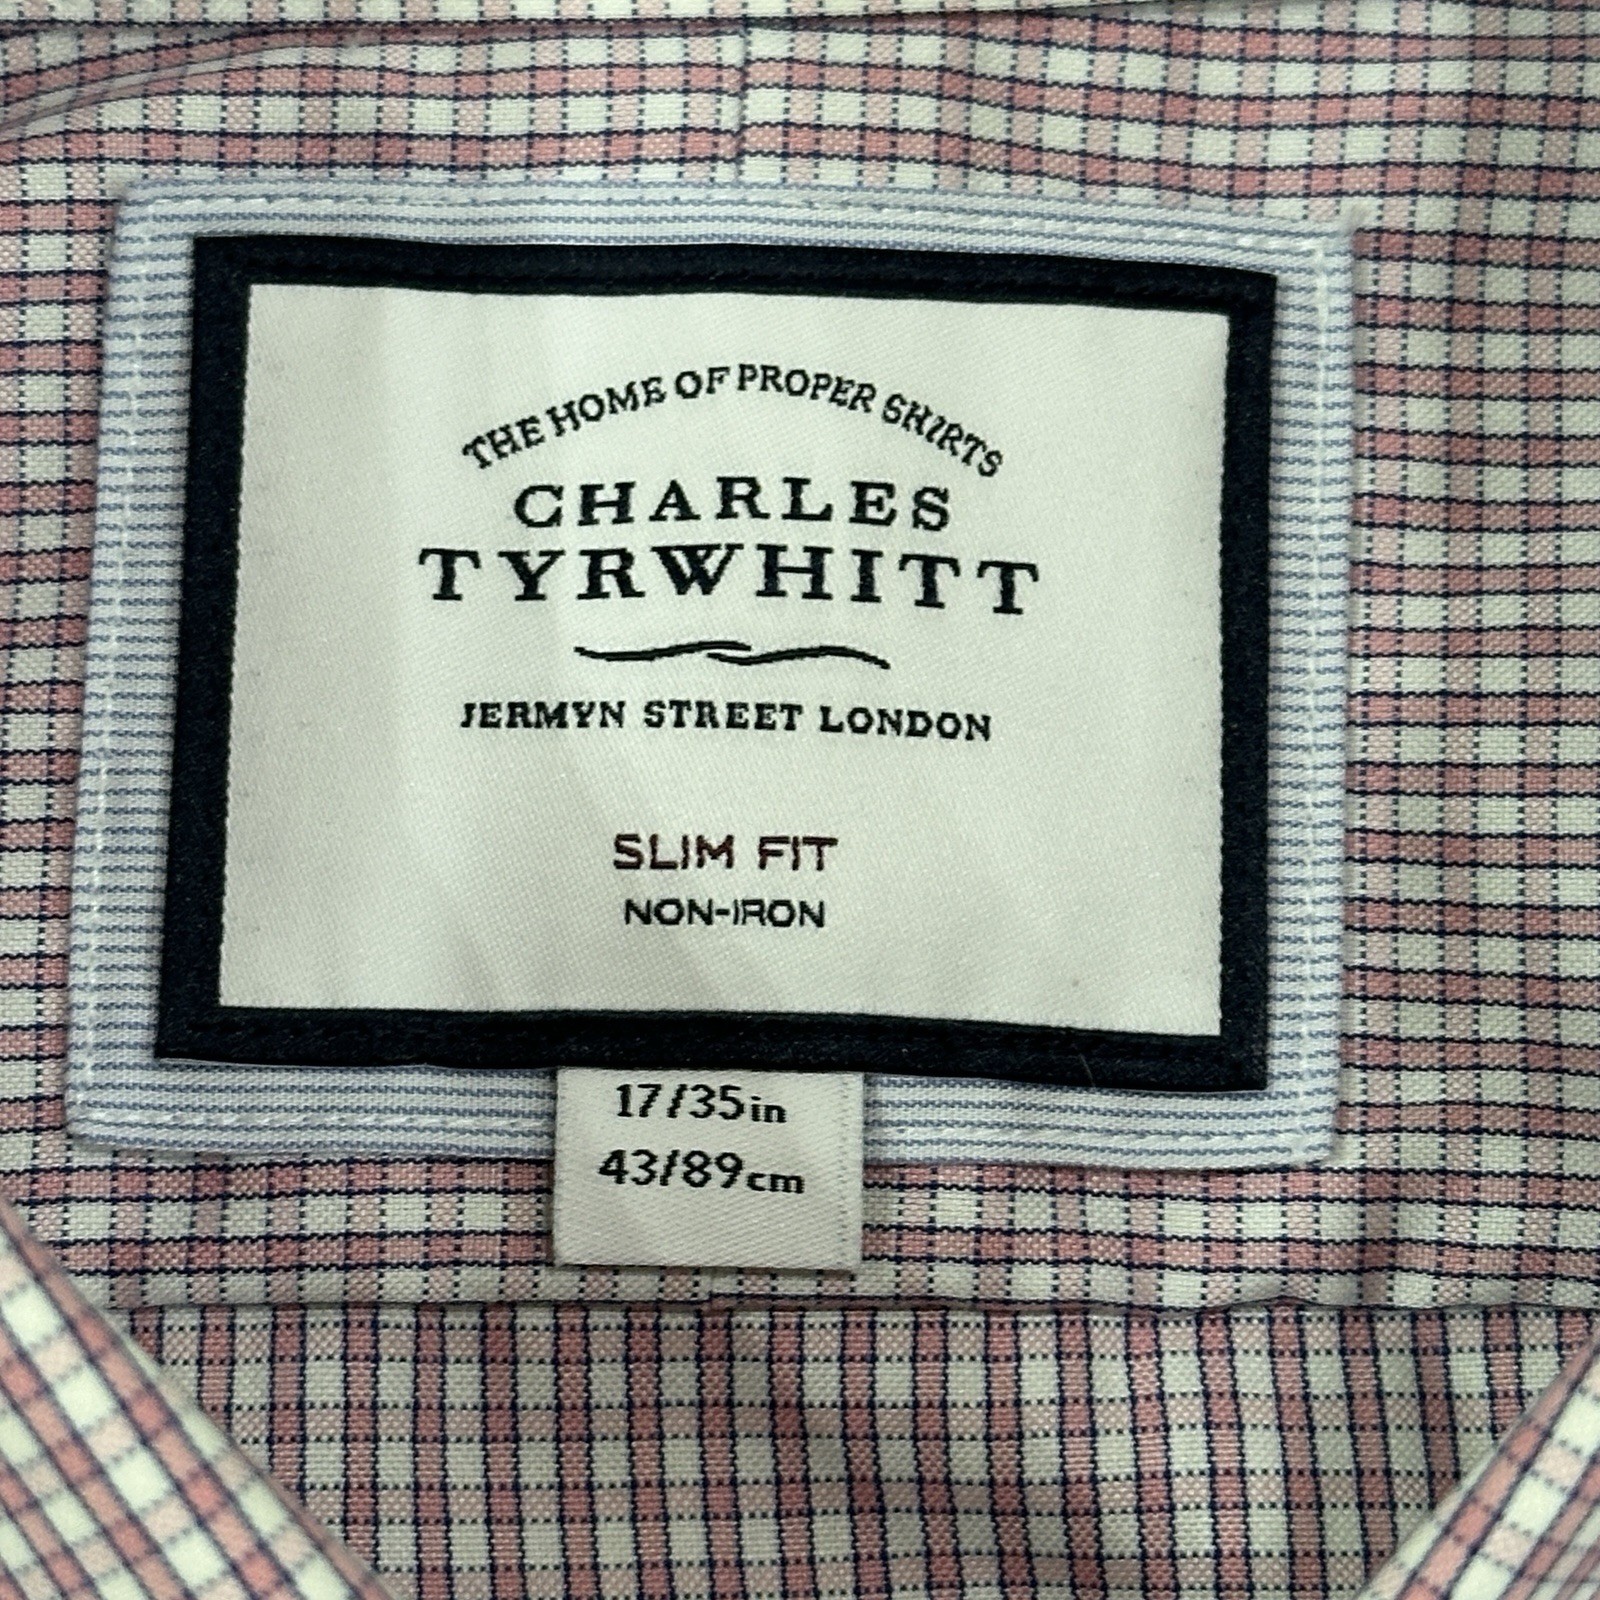 THE HOME OF PROPER SHIRTS
CHARLES
TYRWHITT
JERMYN STREET LONDON
SLIM FIT
NON-IRON
17/35in
43/89cm